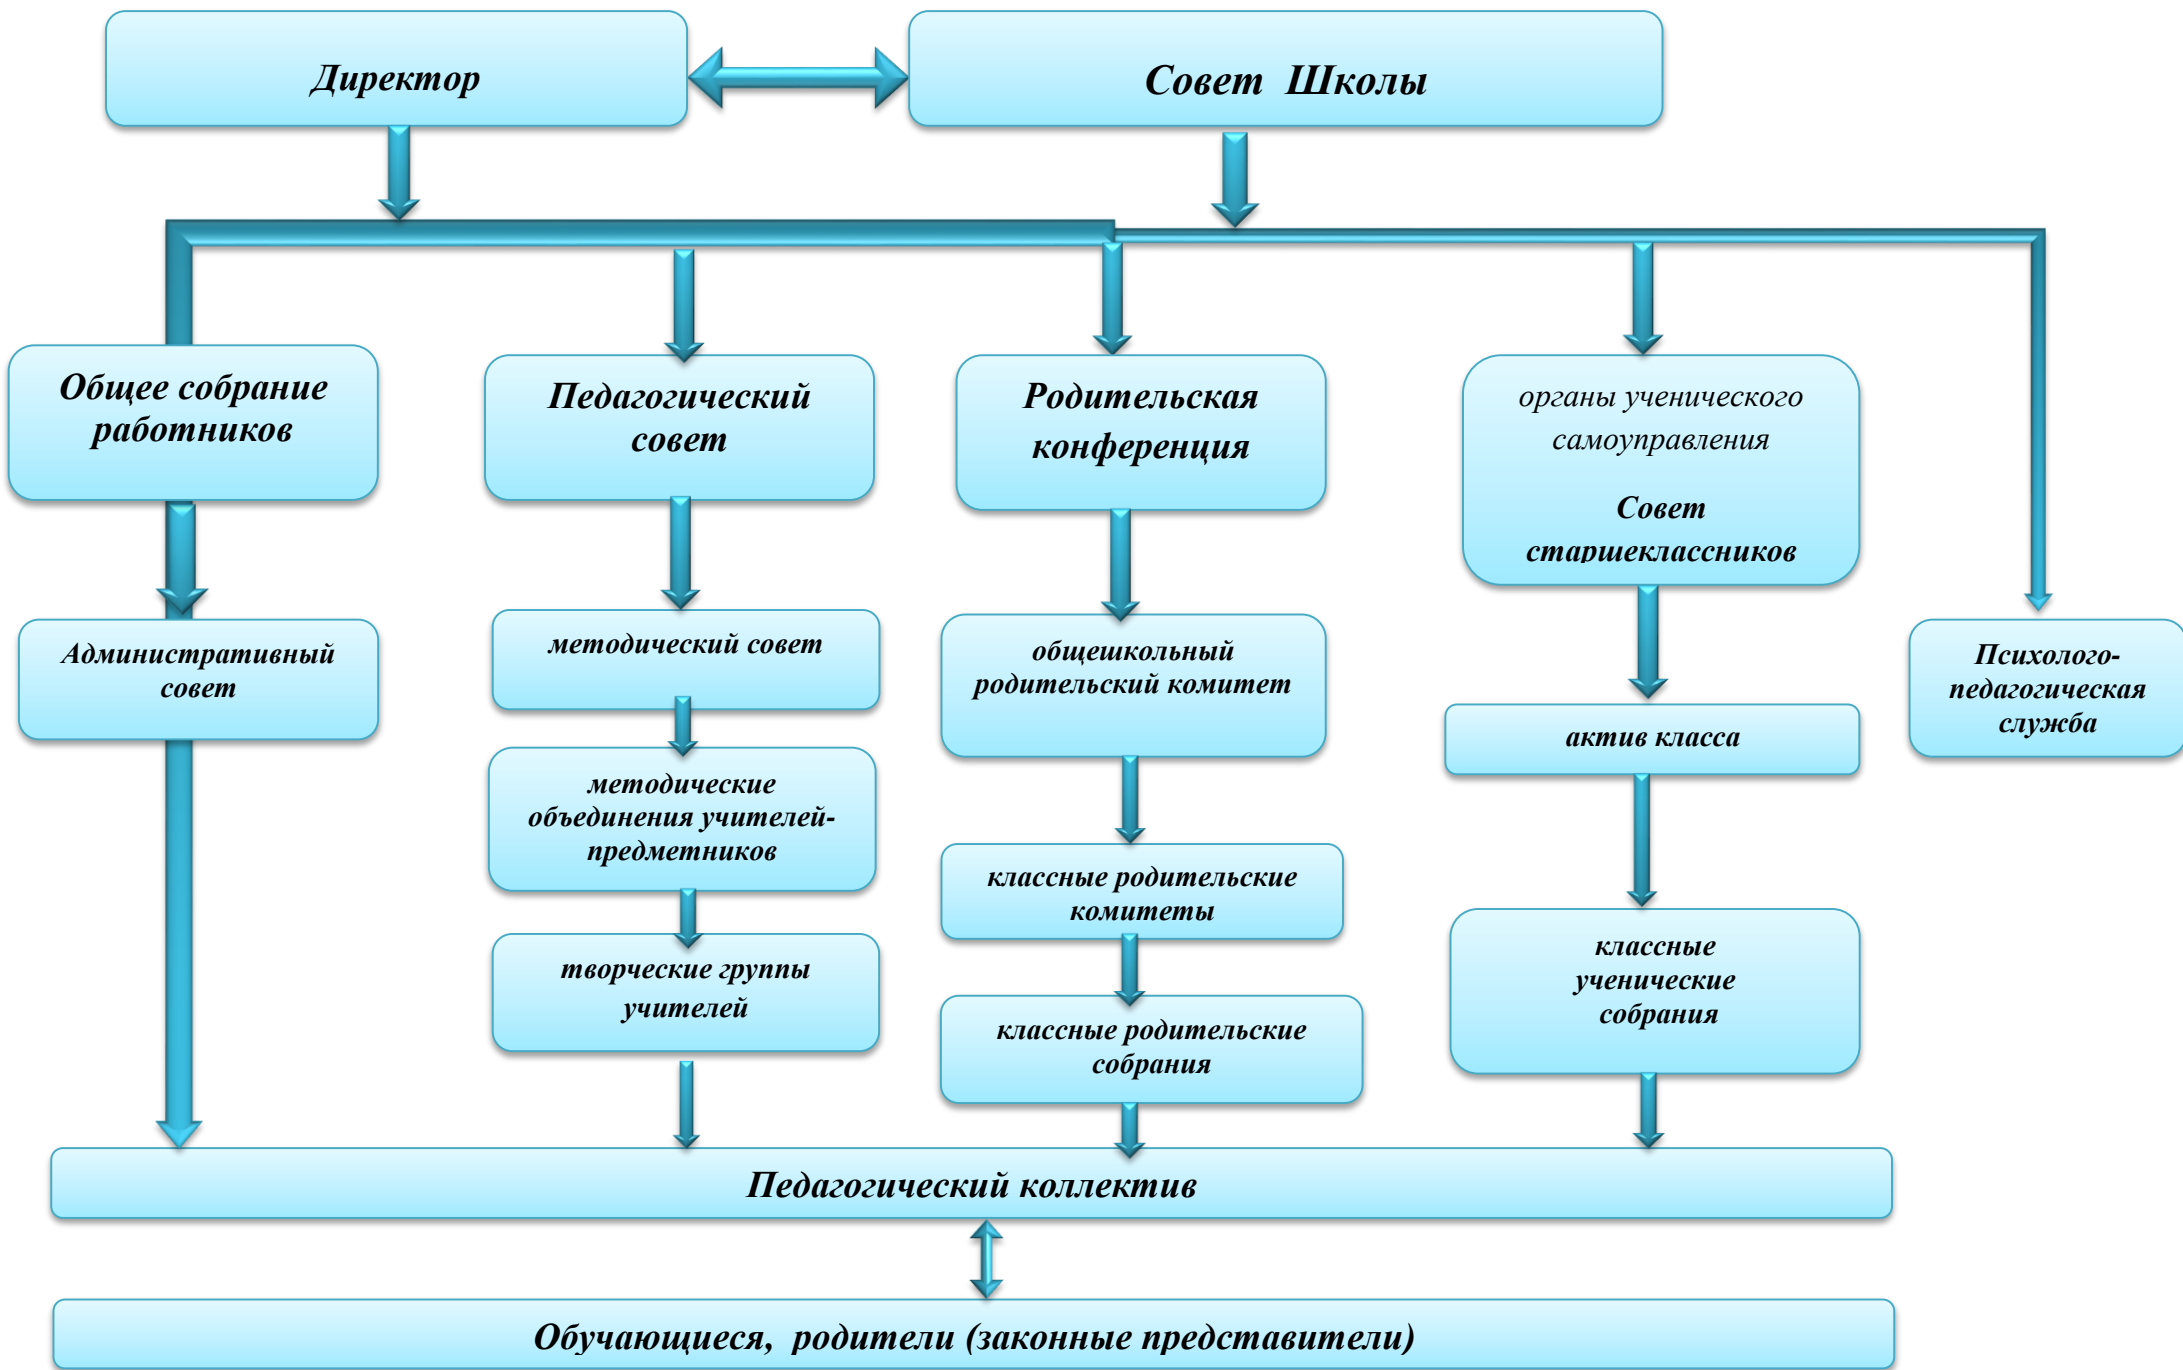 Директор
Совет Школы
Общее собрание
работников
Педагогический
совет
Родительская
конференция
органы ученического
самоуправления
Совет
старшеклассников
Административный
совет
методический совет
общешкольный
родительский комитет
Психолого-
педагогическая
служба
актив класса
методические
объединения учителей-
предметников
классные родительские
комитеты
классные
ученические
собрания
творческие группы
учителей
классные родительские
собрания
Педагогический коллектив
Обучающиеся, родители (законные представители)